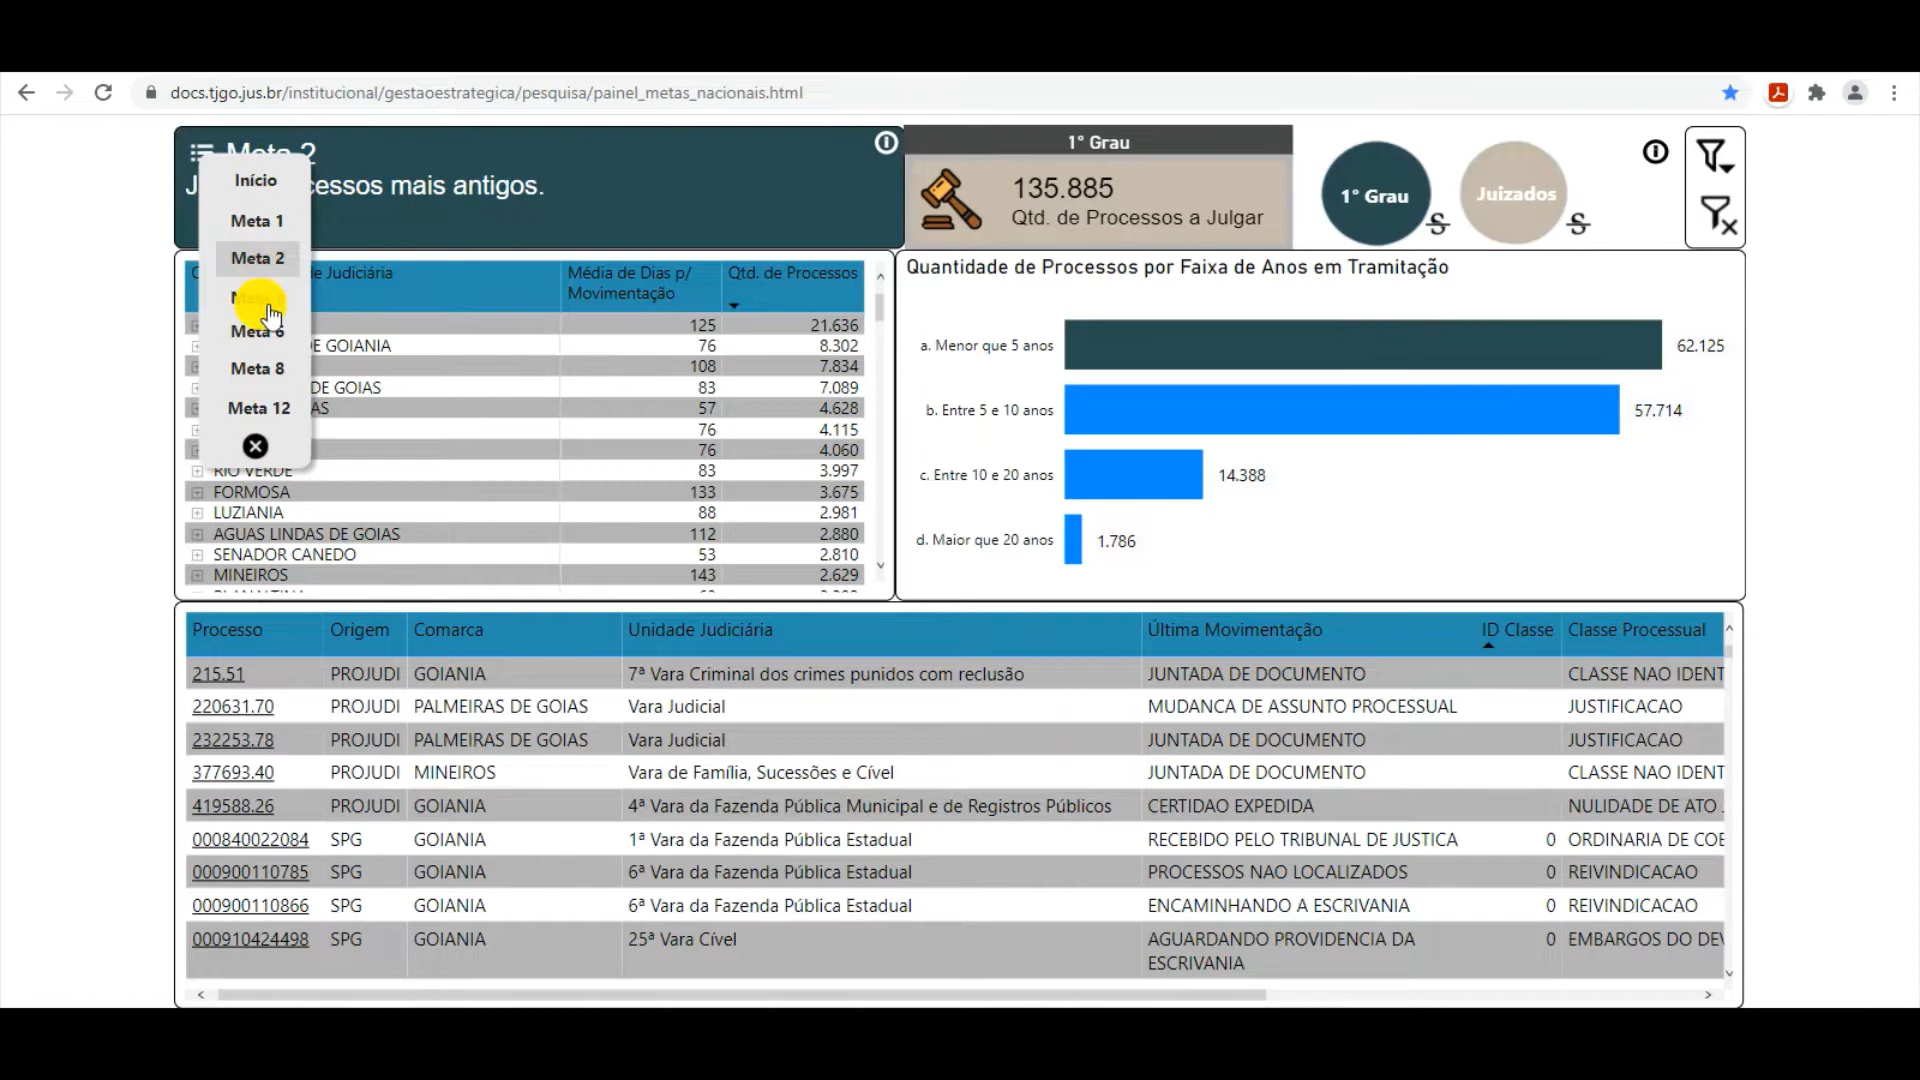 docs.tjgo.jus.br/institucional/gestaoestrategica/pesquisa/painel_metas_nacionais.html
Meta 2
cessos mais antigos.
Início
Meta 1
Meta 2
Meta 6
Meta 8
Meta 12
1° Grau
135.885
Qtd. de Processos a Julgar
1° Grau
S
Juizados
S
e Judiciária
Média de Dias p/ Movimentação
Qtd. de Processos
125 21.636
E GOIANIA 76 8.302
108 7.834
DE GOIAS 83 7.089
AS 57 4.628
76 4.115
76 4.060
RIO VERDE 83 3.997
FORMOSA 133 3.675
LUZIANIA 88 2.981
AGUAS LINDAS DE GOIAS 112 2.880
SENADOR CANEDO 53 2.810
MINEIROS 143 2.629
Quantidade de Processos por Faixa de Anos em Tramitação
a. Menor que 5 anos 62.125
b. Entre 5 e 10 anos 57.714
c. Entre 10 e 20 anos 14.388
d. Maior que 20 anos 1.786
Processo Origem Comarca Unidade Judiciária Última Movimentação ID Classe Classe Processual
215.51 PROJUDI GOIANIA 7ª Vara Criminal dos crimes punidos com reclusão JUNTADA DE DOCUMENTO CLASSE NAO IDENT
220631.70 PROJUDI PALMEIRAS DE GOIAS Vara Judicial MUDANCA DE ASSUNTO PROCESSUAL JUSTIFICACAO
232253.78 PROJUDI PALMEIRAS DE GOIAS Vara Judicial JUNTADA DE DOCUMENTO JUSTIFICACAO
377693.40 PROJUDI MINEIROS Vara de Família, Sucessões e Cível JUNTADA DE DOCUMENTO CLASSE NAO IDENT
419588.26 PROJUDI GOIANIA 4ª Vara da Fazenda Pública Municipal e de Registros Públicos CERTIDAO EXPEDIDA NULIDADE DE ATO
000840022084 SPG GOIANIA 1ª Vara da Fazenda Pública Estadual RECEBIDO PELO TRIBUNAL DE JUSTICA 0 ORDINARIA DE COE
000900110785 SPG GOIANIA 6ª Vara da Fazenda Pública Estadual PROCESSOS NAO LOCALIZADOS 0 REIVINDICACAO
000900110866 SPG GOIANIA 6ª Vara da Fazenda Pública Estadual ENCAMINHANDO A ESCRIVANIA 0 REIVINDICACAO
000910424498 SPG GOIANIA 25ª Vara Cível AGUARDANDO PROVIDENCIA DA ESCRIVANIA 0 EMBARGOS DO DEV